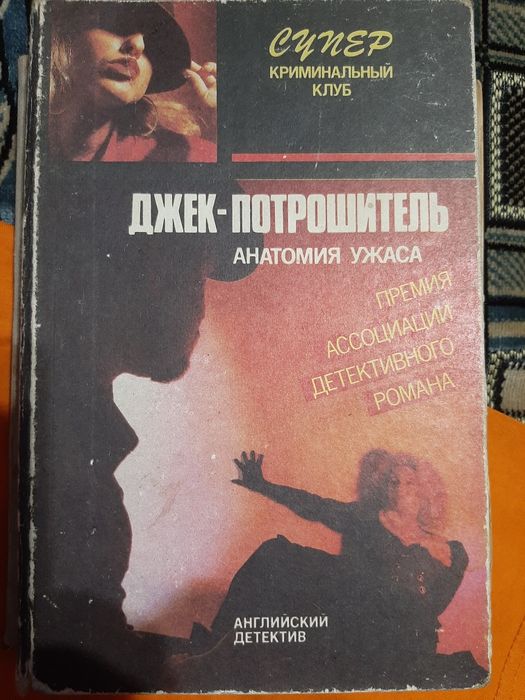 СУПЕР
КРИМИНАЛЬНЫЙ
КЛУБ
ДЖЕК-ПОТРОШИТЕЛЬ
АНАТОМИЯ УЖАСА
ПРЕМИЯ
АССОЦИАЦИИ
ДЕТЕКТИВНОГО
РОМАНА
АНГЛИЙСКИЙ
ДЕТЕКТИВ